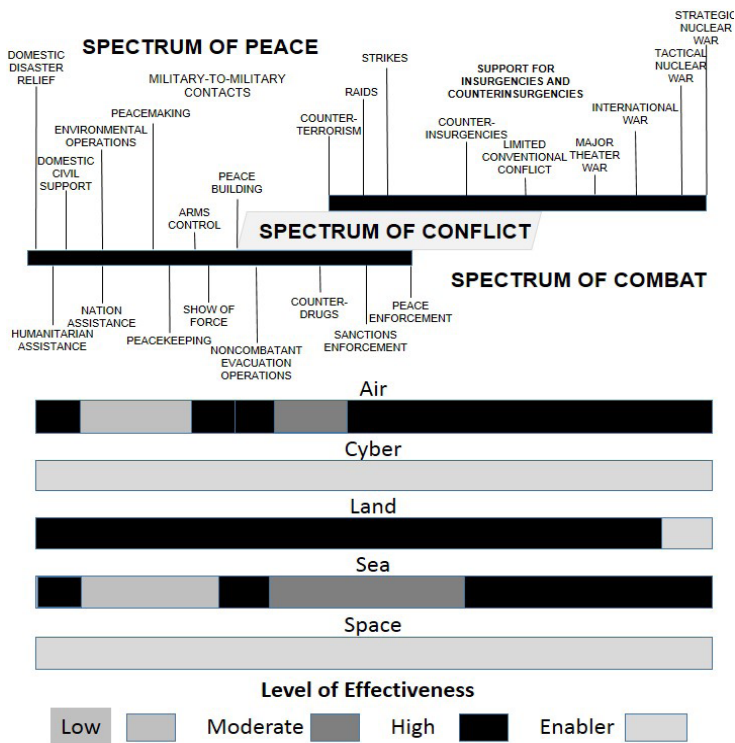 STRATEGIC
NUCLEAR
WAR
SPECTRUM OF PEACE
DOMESTIC
DISASTER
RELIEF
STRIKES
TACTICAL
NUCLEAR
WAR
MILITARY-TO-MILITARY
CONTACTS
SUPPORT FOR
INSURGENCIES AND
COUNTERINSURGENCIES
RAIDS
PEACEMAKING
COUNTER-
TERRORISM
INTERNATIONAL
WAR
ENVIRONMENTAL
OPERATIONS
COUNTER-
INSURGENCIES
DOMESTIC
CIVIL
SUPPORT
LIMITED
CONVENTIONAL
CONFLICT
MAJOR
THEATER
WAR
PEACE
BUILDING
ARMS
CONTROL
SPECTRUM OF CONFLICT
SPECTRUM OF COMBAT
HUMANITARIAN
ASSISTANCE
NATION
ASSISTANCE
PEACEKEEPING
SHOW OF
FORCE
NONCOMBATANT
EVACUATION
OPERATIONS
COUNTER-
DRUGS
SANCTIONS
ENFORCEMENT
PEACE
ENFORCEMENT
Air
Cyber
Land
Sea
Space
Level of Effectiveness
Low Moderate High Enabler